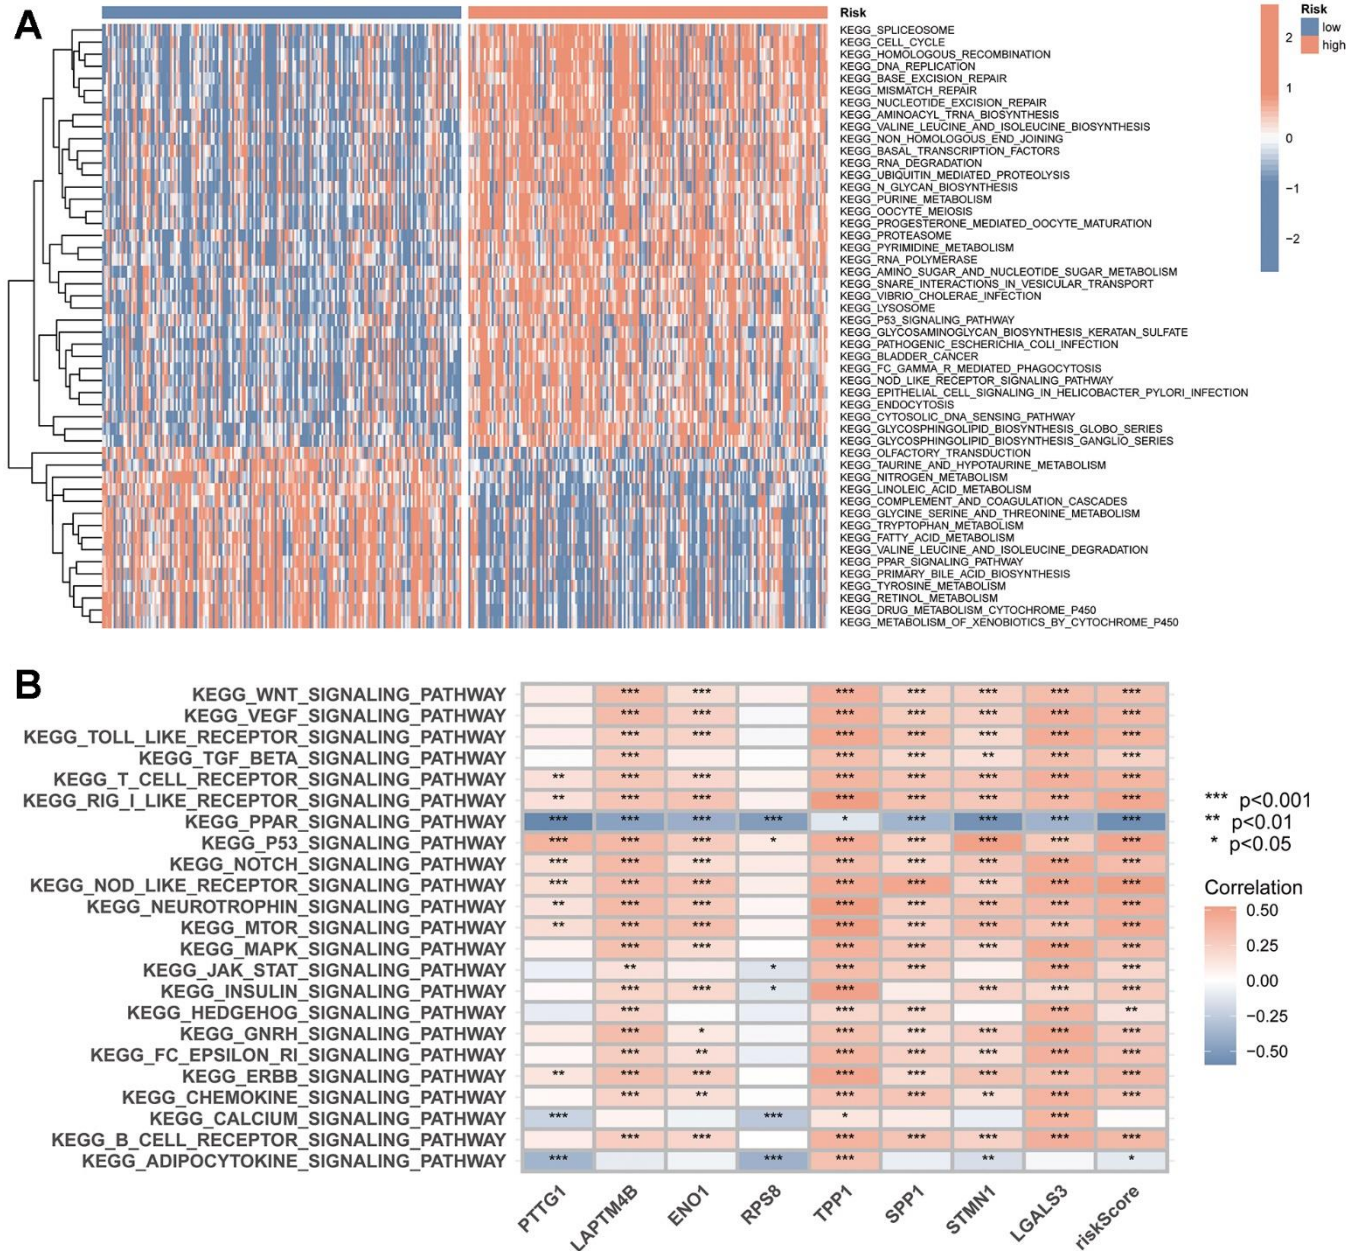 A
Risk
KEGG_SPLICEOSOME
KEGG_CELL_CYCLE
KEGG_HOMOLOGOUS_RECOMBINATION
KEGG_DNA_REPLICATION
KEGG_BASE_EXCISION_REPAIR
KEGG_MISMATCH_REPAIR
KEGG_NUCLEOTIDE_EXCISION_REPAIR
KEGG_AMINOACYL_TRNA_BIOSYNTHESIS
KEGG_VALINE_LEUCINE_AND_ISOLEUCINE_BIOSYNTHESIS
KEGG_NON_HOMOLOGOUS_END_JOINING
KEGG_BASAL_TRANSCRIPTION_FACTORS
KEGG_RNA_DEGRADATION
KEGG_UBIQUITIN_MEDIATED_PROTEOLYSIS
KEGG_N_GLYCAN_BIOSYNTHESIS
KEGG_PURINE_METABOLISM
KEGG_OOCYTE_MEIOSIS
KEGG_PROGESTERONE_MEDIATED_OOCYTE_MATURATION
KEGG_PROTEASOME
KEGG_PYRIMIDINE_METABOLISM
KEGG_RNA_POLYMERASE
KEGG_AMINO_SUGAR_AND_NUCLEOTIDE_SUGAR_METABOLISM
KEGG_SNARE_INTERACTIONS_IN_VESICULAR_TRANSPORT
KEGG_VIBRIO_CHOLERAE_INFECTION
KEGG_LYSOSOME
KEGG_P53_SIGNALING_PATHWAY
KEGG_GLYCOSAMINOGLYCAN_BIOSYNTHESIS_KERATAN_SULFATE
KEGG_PATHOGENIC_ESCHERICHIA_COLI_INFECTION
KEGG_BLADDER_CANCER
KEGG_FC_GAMMA_R_MEDIATED_PHAGOCYTOSIS
KEGG_NOD_LIKE_RECEPTOR_SIGNALING_PATHWAY
KEGG_EPITHELIAL_CELL_SIGNALING_IN_HELICOBACTER_PYLORI_INFECTION
KEGG_ENDOCYTOSIS
KEGG_CYTOSOLIC_DNA_SENSING_PATHWAY
KEGG_GLYCOSPHINGOLIPID_BIOSYNTHESIS_GLOBO_SERIES
KEGG_GLYCOSPHINGOLIPID_BIOSYNTHESIS_GANGLIO_SERIES
KEGG_OLFACTORY_TRANSDUCTION
KEGG_TAURINE_AND_HYPOTAURINE_METABOLISM
KEGG_NITROGEN_METABOLISM
KEGG_LINOLEIC_ACID_METABOLISM
KEGG_COMPLEMENT_AND_COAGULATION_CASCADES
KEGG_GLYCINE_SERINE_AND_THREONINE_METABOLISM
KEGG_TRYPTOPHAN_METABOLISM
KEGG_FATTY_ACID_METABOLISM
KEGG_VALINE_LEUCINE_AND_ISOLEUCINE_DEGRADATION
KEGG_PPAR_SIGNALING_PATHWAY
KEGG_PRIMARY_BILE_ACID_BIOSYNTHESIS
KEGG_TYROSINE_METABOLISM
KEGG_RETINOL_METABOLISM
KEGG_DRUG_METABOLISM_CYTOCHROME_P450
KEGG_METABOLISM_OF_XENOBIOTICS_BY_CYTOCHROME_P450
2
1
0
−1
−2
Risk
low
high
B
KEGG_WNT_SIGNALING_PATHWAY *** *** *** *** *** *** ***
KEGG_VEGF_SIGNALING_PATHWAY *** *** *** *** *** *** ***
KEGG_TOLL_LIKE_RECEPTOR_SIGNALING_PATHWAY *** *** *** *** *** *** ***
KEGG_TGF_BETA_SIGNALING_PATHWAY *** *** *** ** *** ***
KEGG_T_CELL_RECEPTOR_SIGNALING_PATHWAY ** *** *** *** *** *** *** ***
KEGG_RIG_I_LIKE_RECEPTOR_SIGNALING_PATHWAY ** *** *** *** *** *** *** ***
KEGG_PPAR_SIGNALING_PATHWAY *** *** *** *** * *** *** *** ***
KEGG_P53_SIGNALING_PATHWAY *** *** *** * *** *** *** *** ***
KEGG_NOTCH_SIGNALING_PATHWAY *** *** *** *** *** *** *** ***
KEGG_NOD_LIKE_RECEPTOR_SIGNALING_PATHWAY *** *** *** *** *** *** *** ***
KEGG_NEUROTROPHIN_SIGNALING_PATHWAY ** *** *** *** *** *** *** ***
KEGG_MTOR_SIGNALING_PATHWAY ** *** *** *** *** *** *** ***
KEGG_MAPK_SIGNALING_PATHWAY *** *** *** *** *** *** ***
KEGG_JAK_STAT_SIGNALING_PATHWAY ** * *** *** *** ***
KEGG_INSULIN_SIGNALING_PATHWAY *** *** * *** *** *** ***
KEGG_HEDGEHOG_SIGNALING_PATHWAY *** *** *** *** **
KEGG_GNRH_SIGNALING_PATHWAY *** * *** *** *** *** ***
KEGG_FC_EPSILON_RI_SIGNALING_PATHWAY *** ** *** *** *** *** ***
KEGG_ERBB_SIGNALING_PATHWAY ** *** *** *** *** *** *** ***
KEGG_CHEMOKINE_SIGNALING_PATHWAY *** ** *** *** ** *** ***
KEGG_CALCIUM_SIGNALING_PATHWAY *** *** * ***
KEGG_B_CELL_RECEPTOR_SIGNALING_PATHWAY *** *** *** *** *** *** ***
KEGG_ADIPOCYTOKINE_SIGNALING_PATHWAY *** *** *** ** *
PTTG1 LAPTM4B ENO1 RPS8 TPP1 SPP1 STMN1 LGALS3 riskScore
*** p<0.001
** p<0.01
* p<0.05
Correlation
0.50
0.25
0.00
−0.25
−0.50